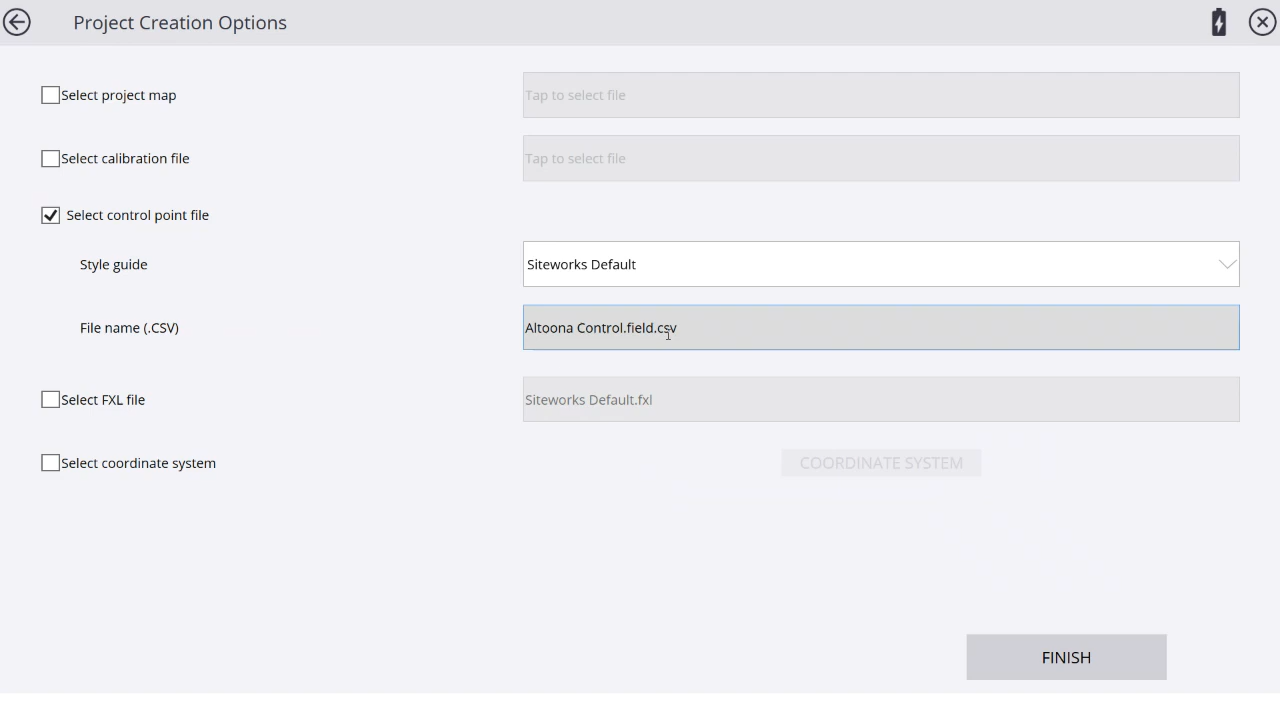 Project Creation Options
Select project map
Tap to select file
Select calibration file
Tap to select file
Select control point file
Style guide
Siteworks Default
File name (.CSV)
Altoona Control.field.csv
Select FXL file
Siteworks Default.fxl
Select coordinate system
COORDINATE SYSTEM
FINISH